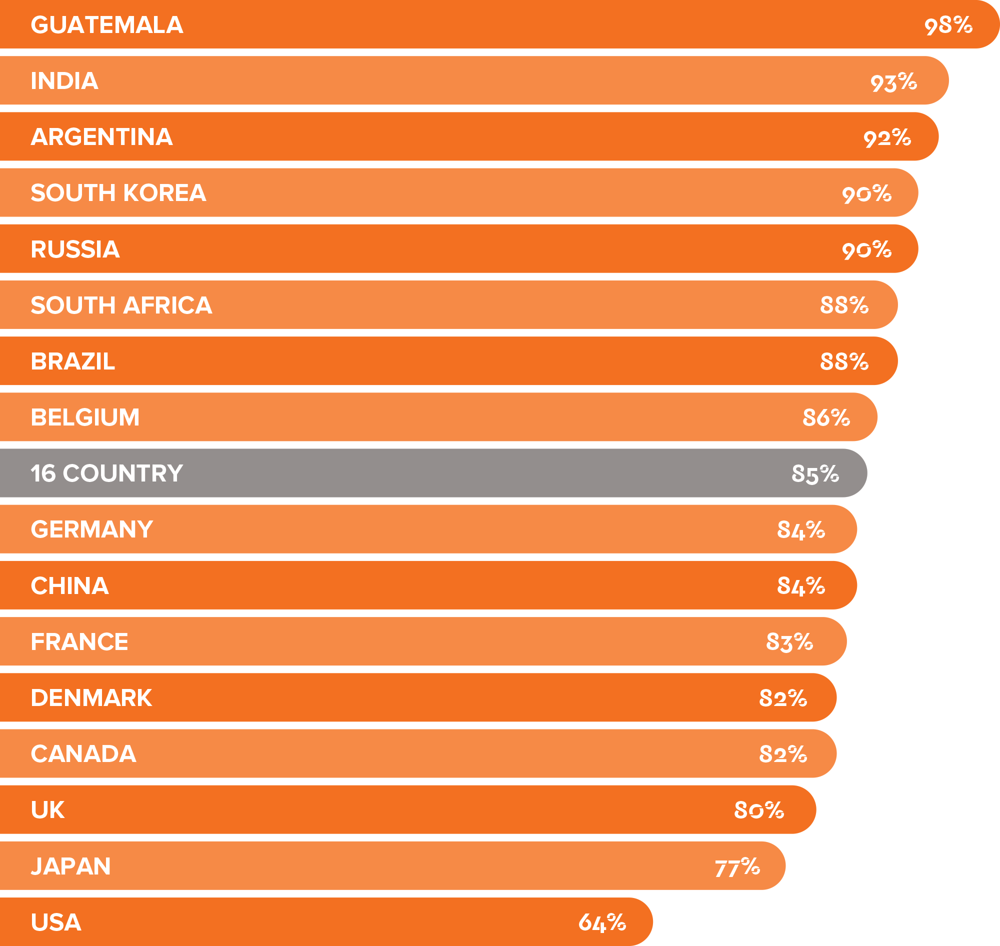 GUATEMALA 98%
INDIA 93%
ARGENTINA 92%
SOUTH KOREA 90%
RUSSIA 90%
SOUTH AFRICA 88%
BRAZIL 88%
BELGIUM 86%
16 COUNTRY 85%
GERMANY 84%
CHINA 84%
FRANCE 83%
DENMARK 82%
CANADA 82%
UK 80%
JAPAN 77%
USA 64%